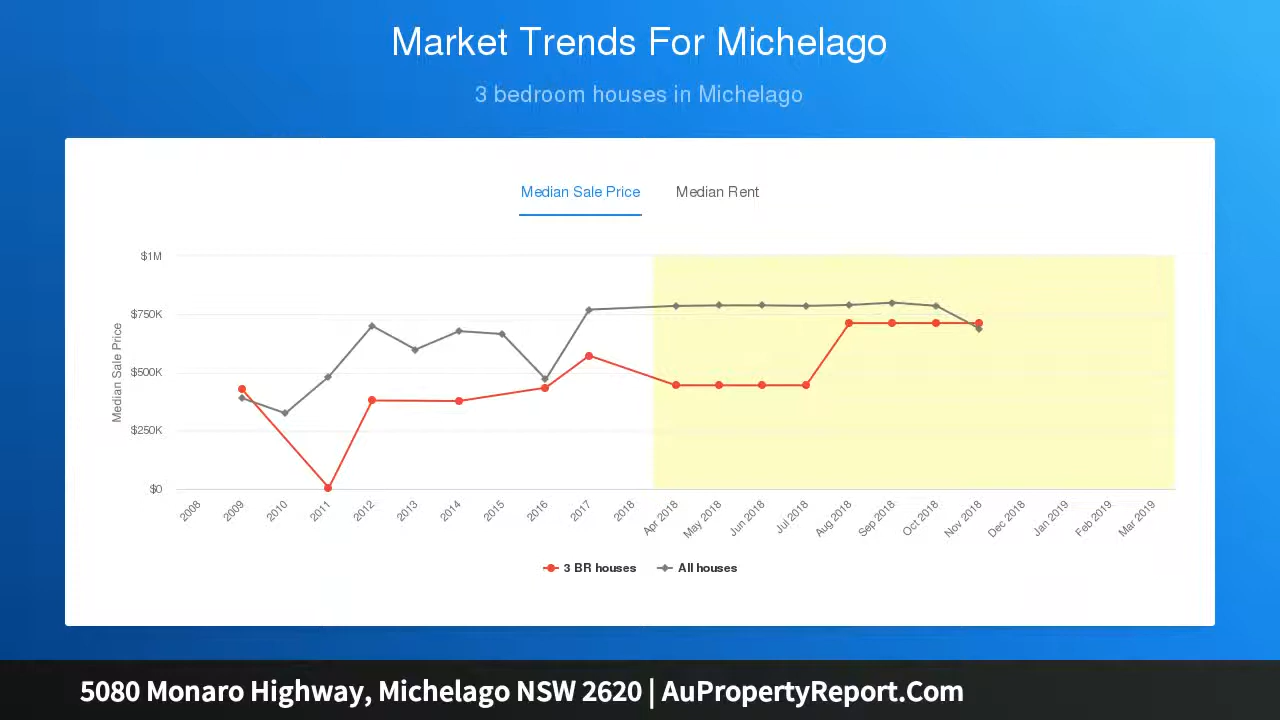 Market Trends For Michelago
3 bedroom houses in Michelago
Median Sale Price Median Rent
$1M
$750K
$500K
$250K
$0
Median Sale Price
2008 2009 2010 2011 2012 2013 2014 2015 2016 2017 2018 Apr 2018 May 2018 Jun 2018 Jul 2018 Aug 2018 Sep 2018 Oct 2018 Nov 2018 Dec 2018 Jan 2019 Feb 2019 Mar 2019
3 BR houses All houses
5080 Monaro Highway, Michelago NSW 2620 | AuPropertyReport.Com